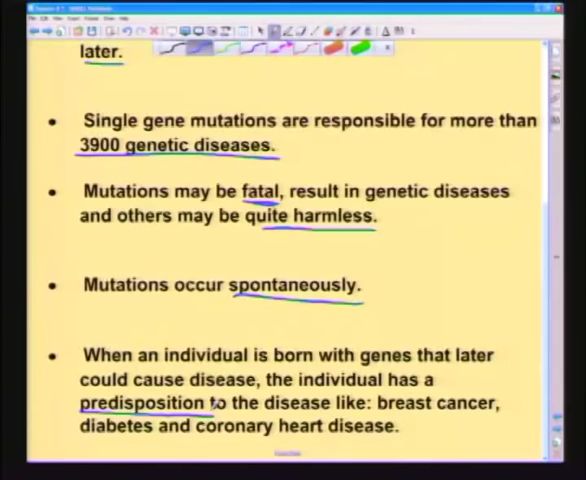 later.
• Single gene mutations are responsible for more than
3900 genetic diseases.
• Mutations may be fatal, result in genetic diseases
and others may be quite harmless.
• Mutations occur spontaneously.
• When an individual is born with genes that later
could cause disease, the individual has a
predisposition to the disease like: breast cancer,
diabetes and coronary heart disease.